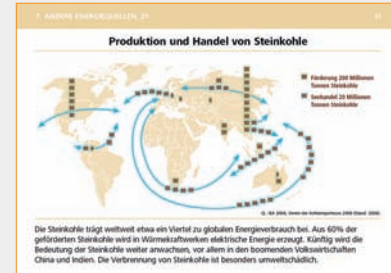 7. ANDERE ENERGIEQUELLEN, 21
Produktion und Handel von Steinkohle
Förderung 200 Millionen
Tonnen Steinkohle
Seehandel 20 Millionen
Tonnen Steinkohle
Die Steinkohle trägt weltweit etwa ein Viertel zu globalen Energieverbrauch bei. Aus 60% der
geförderten Steinkohle wird in Wärmekraftwerken elektrische Energie erzeugt. Künftig wird die
Bedeutung der Steinkohle weiter anwachsen, vor allem in den boomenden Volkswirtschaften
China und Indien. Die Verbrennung von Steinkohle ist besonders umweltschädlich.